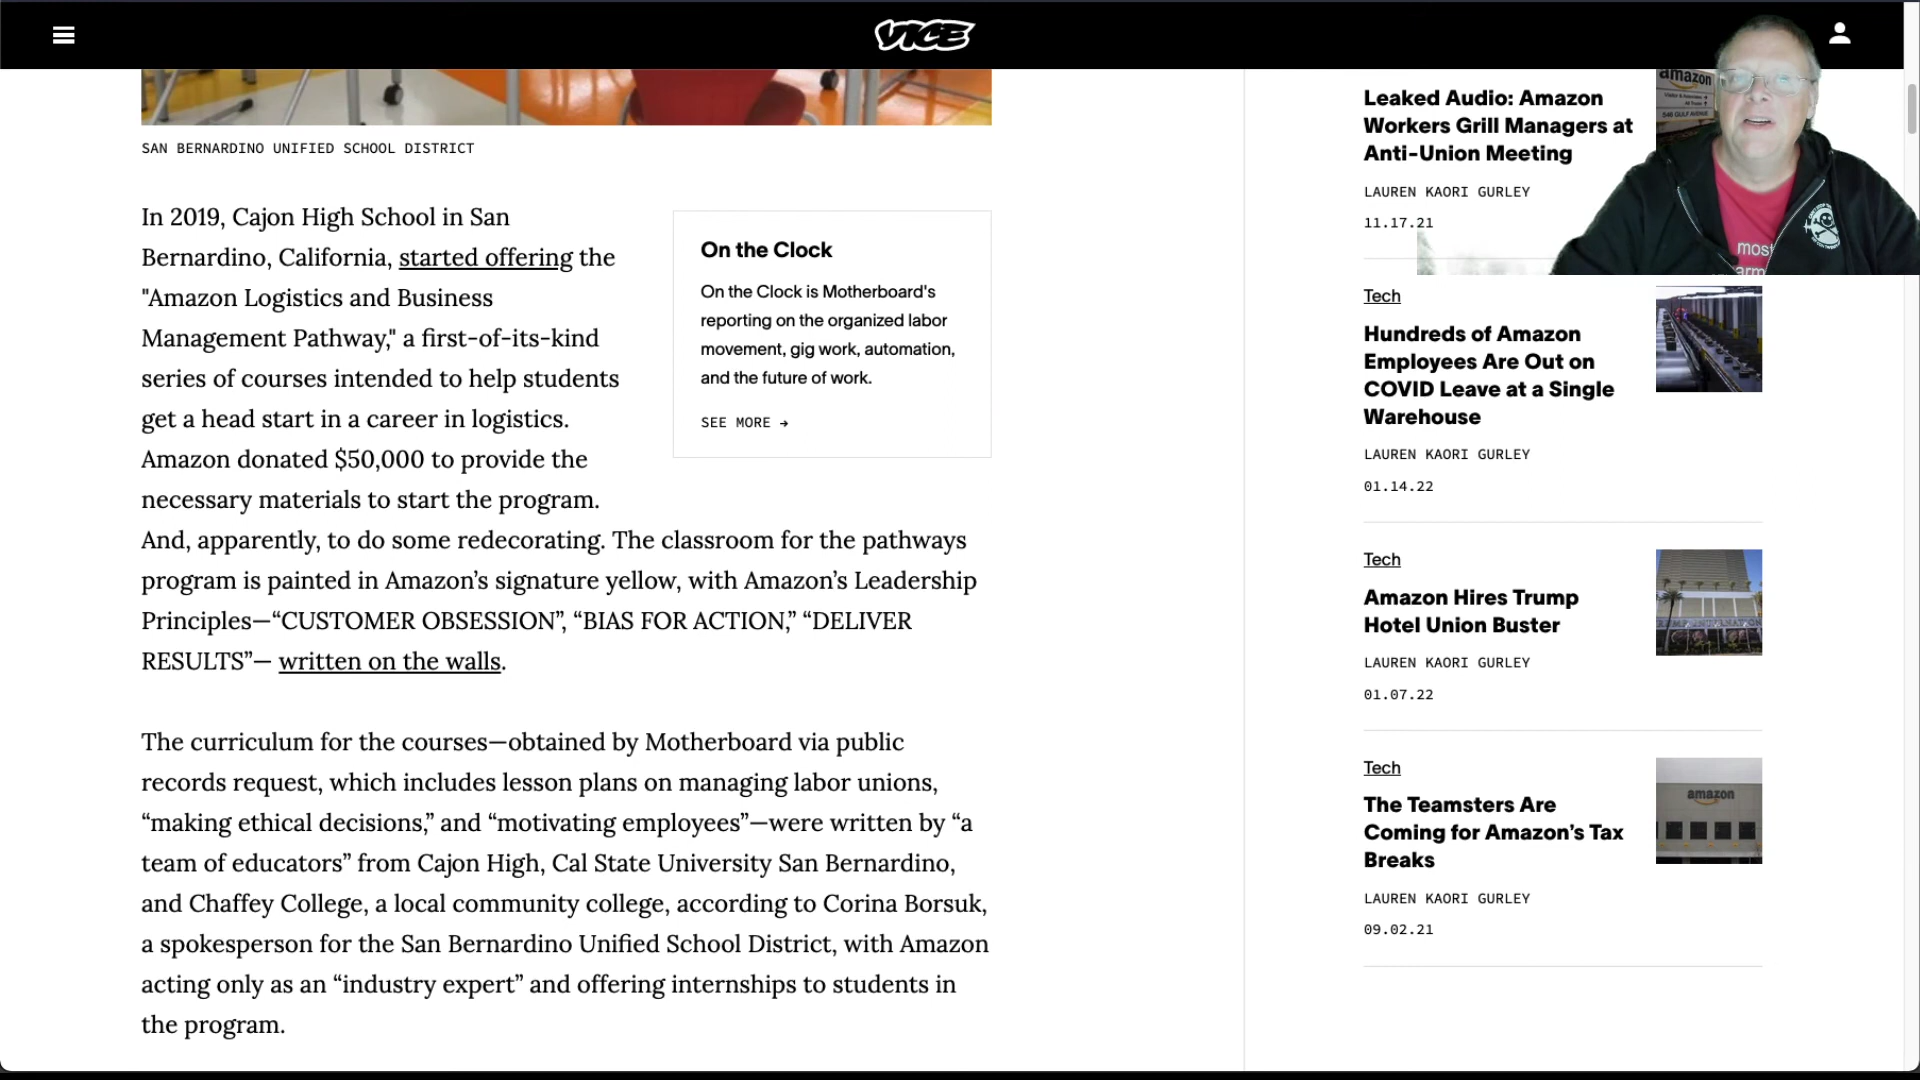 VICE
SAN BERNARDINO UNIFIED SCHOOL DISTRICT
In 2019, Cajon High School in San
Bernardino, California, started offering the
"Amazon Logistics and Business
Management Pathway," a first-of-its-kind
series of courses intended to help students
get a head start in a career in logistics.
Amazon donated $50,000 to provide the
necessary materials to start the program.
And, apparently, to do some redecorating. The classroom for the pathways
program is painted in Amazon’s signature yellow, with Amazon’s Leadership
Principles—“CUSTOMER OBSESSION”, “BIAS FOR ACTION,” “DELIVER
RESULTS”— written on the walls.
On the Clock
On the Clock is Motherboard's
reporting on the organized labor
movement, gig work, automation,
and the future of work.
SEE MORE →
The curriculum for the courses—obtained by Motherboard via public
records request, which includes lesson plans on managing labor unions,
“making ethical decisions,” and “motivating employees”—were written by “a
team of educators” from Cajon High, Cal State University San Bernardino,
and Chaffey College, a local community college, according to Corina Borsuk,
a spokesperson for the San Bernardino Unified School District, with Amazon
acting only as an “industry expert” and offering internships to students in
the program.
Leaked Audio: Amazon
Workers Grill Managers at
Anti-Union Meeting
LAUREN KAORI GURLEY
11.17.21
amazon
most
Tech
Hundreds of Amazon
Employees Are Out on
COVID Leave at a Single
Warehouse
LAUREN KAORI GURLEY
01.14.22
Tech
Amazon Hires Trump
Hotel Union Buster
LAUREN KAORI GURLEY
01.07.22
Tech
The Teamsters Are
Coming for Amazon’s Tax
Breaks
LAUREN KAORI GURLEY
09.02.21
amazon